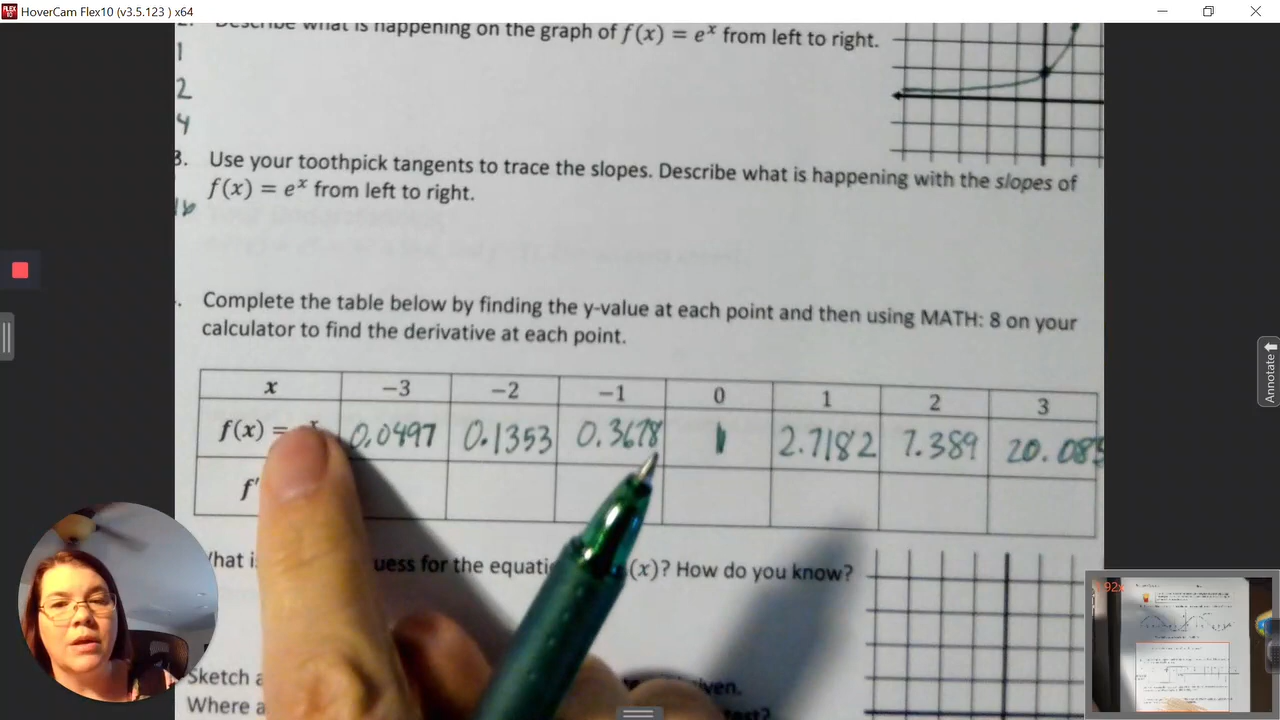 HoverCam Flex10 (v3.5.123 ) x64
Describe what is happening on the graph of f(x) = eˣ from left to right.
1
2
4
3. Use your toothpick tangents to trace the slopes. Describe what is happening with the slopes of
f(x) = eˣ from left to right.
16
Complete the table below by finding the y-value at each point and then using MATH: 8 on your
calculator to find the derivative at each point.
x −3 −2 −1 0 1 2 3
f(x) = 0.0497 0.1353 0.3678 1 2.7182 7.389 20.085
f'
for the equati (x)? How do you know?
Sketch
Where
Annotate